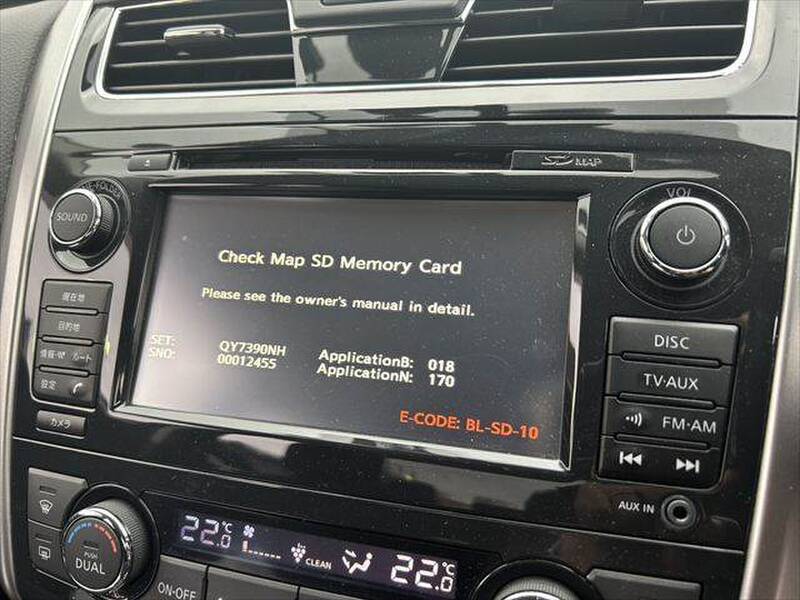 SD MAP
SOUND
VOL
Check Map SD Memory Card
Please see the owner's manual in detail.
SET: QY7390NH ApplicationB: 018
SNO: 00012455 ApplicationN: 170
E-CODE: BL-SD-10
現在地
目的地
情報・VICS ルート
設定
カメラ
DISC
TV・AUX
FM・AM
AUX IN
22.0℃
CLEAN
22.0℃
PUSH
DUAL
ON・OFF